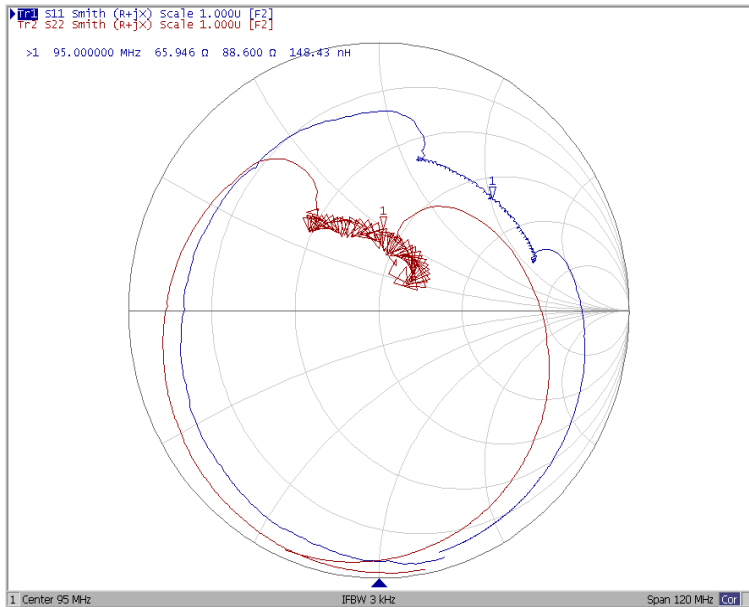 Tr1 S11 Smith (R+jX) Scale 1.000U [F2]
Tr2 S22 Smith (R+jX) Scale 1.000U [F2]
>1 95.000000 MHz 65.946 Ω 88.600 Ω 148.43 nH
1
1
1 Center 95 MHz IFBW 3 kHz Span 120 MHz Cor